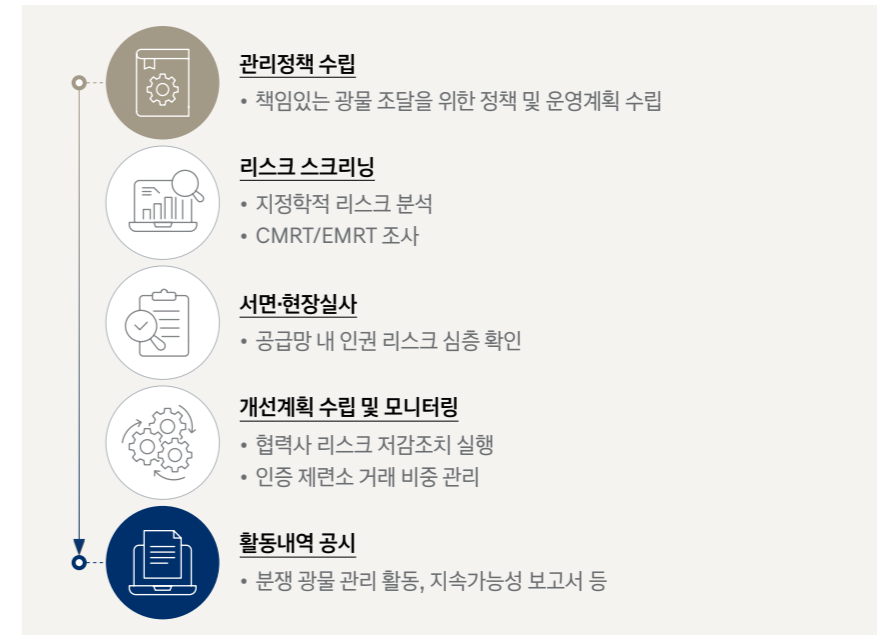 관리정책 수립
• 책임있는 광물 조달을 위한 정책 및 운영계획 수립
리스크 스크리닝
• 지정학적 리스크 분석
• CMRT/EMRT 조사
서면·현장실사
• 공급망 내 인권 리스크 심층 확인
개선계획 수립 및 모니터링
• 협력사 리스크 저감조치 실행
• 인증 제련소 거래 비중 관리
활동내역 공시
• 분쟁 광물 관리 활동, 지속가능성 보고서 등